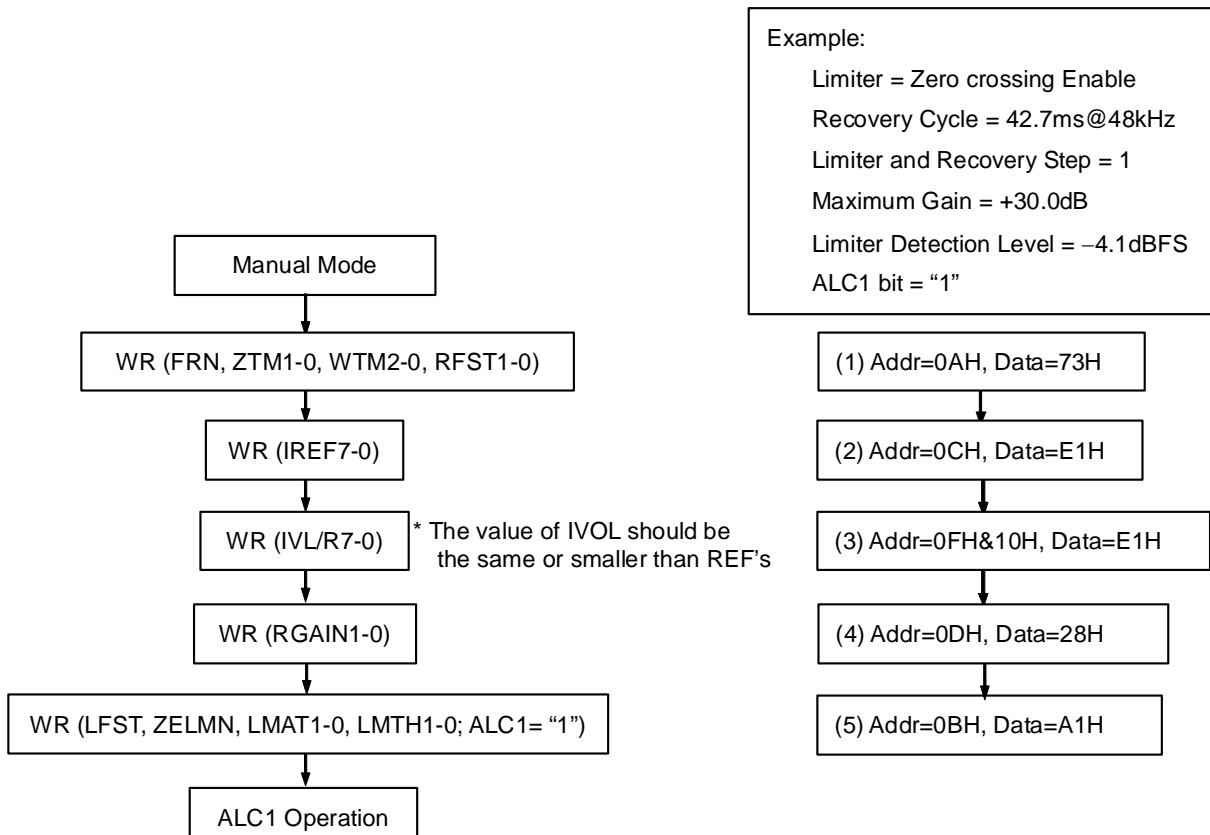 Example:
Limiter = Zero crossing Enable
Recovery Cycle = 42.7ms@48kHz
Limiter and Recovery Step = 1
Maximum Gain = +30.0dB
Limiter Detection Level = −4.1dBFS
ALC1 bit = “1”
Manual Mode
WR (FRN, ZTM1-0, WTM2-0, RFST1-0)
WR (IREF7-0)
WR (IVL/R7-0)
* The value of IVOL should be
the same or smaller than REF’s
WR (RGAIN1-0)
WR (LFST, ZELMN, LMAT1-0, LMTH1-0; ALC1= “1”)
ALC1 Operation
(1) Addr=0AH, Data=73H
(2) Addr=0CH, Data=E1H
(3) Addr=0FH&10H, Data=E1H
(4) Addr=0DH, Data=28H
(5) Addr=0BH, Data=A1H